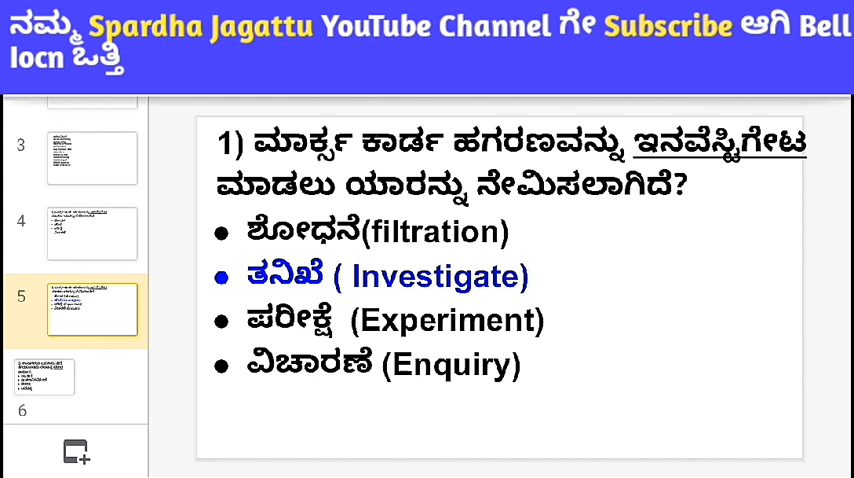 ನಮ್ಮ Spardha Jagattu YouTube Channel ಗೇ Subscribe ಆಗಿ Bell
Iocn ಒತ್ತಿ
3
1) ಮಾರ್ಕ್ಸ ಕಾರ್ಡ ಹಗರಣವನ್ನು ಇನವೆಸ್ಟಿಗೇಟ
ಮಾಡಲು ಯಾರನ್ನು ನೇಮಿಸಲಾಗಿದೆ?
4
● ಶೋಧನೆ(filtration)
● ತನಿಖೆ ( Investigate)
5
● ಪರೀಕ್ಷೆ (Experiment)
● ವಿಚಾರಣೆ (Enquiry)
6